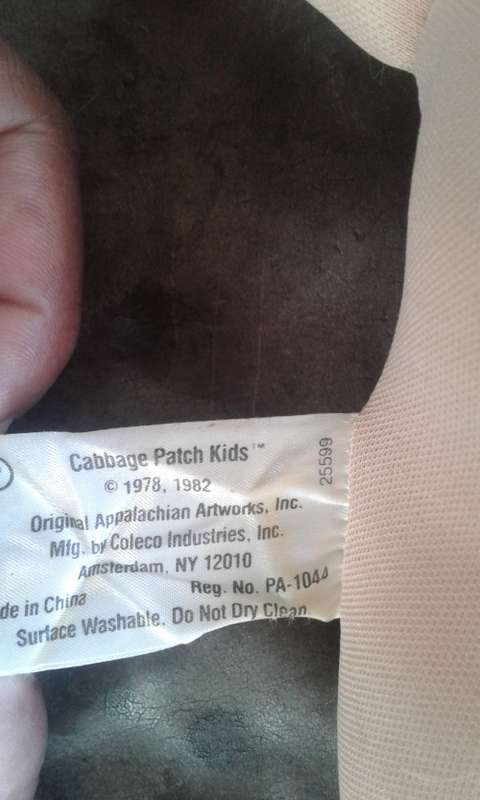 Cabbage Patch Kids™
© 1978, 1982
Original Appalachian Artworks, Inc.
Mfg. by Coleco Industries, Inc.
Amsterdam, NY 12010
Reg. No. PA-1044
de in China
Surface Washable. Do Not Dry Clean
25599